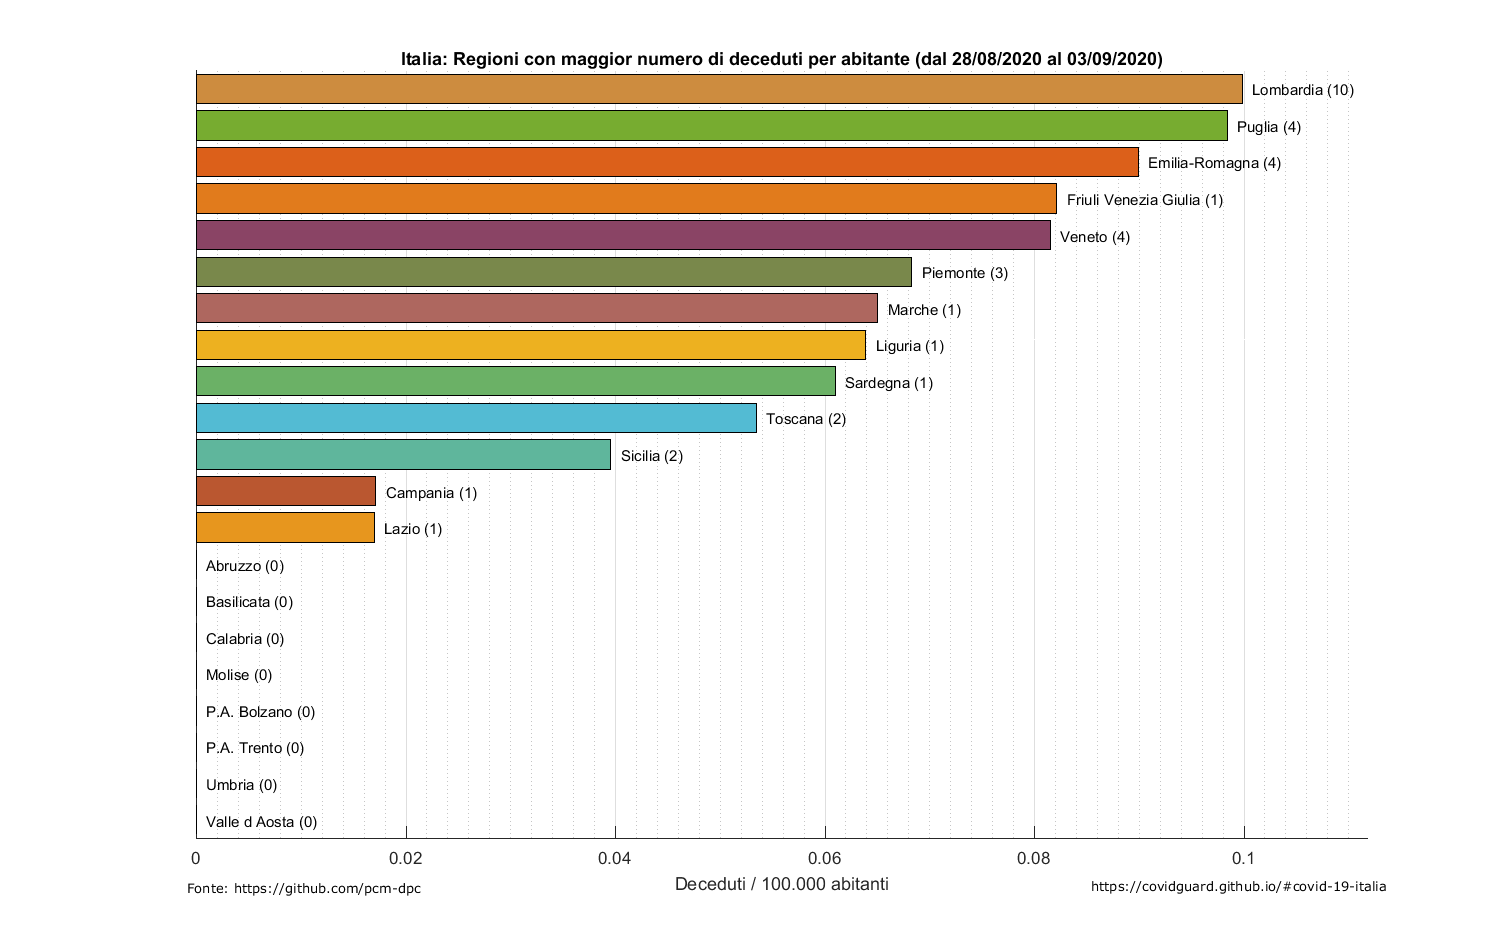 Italia: Regioni con maggior numero di deceduti per abitante (dal 28/08/2020 al 03/09/2020)
Lombardia (10)
Puglia (4)
Emilia-Romagna (4)
Friuli Venezia Giulia (1)
Veneto (4)
Piemonte (3)
Marche (1)
Liguria (1)
Sardegna (1)
Toscana (2)
Sicilia (2)
Campania (1)
Lazio (1)
Abruzzo (0)
Basilicata (0)
Calabria (0)
Molise (0)
P.A. Bolzano (0)
P.A. Trento (0)
Umbria (0)
Valle d Aosta (0)
0 0.02 0.04 0.06 0.08 0.1
Deceduti / 100.000 abitanti
Fonte: https://github.com/pcm-dpc
https://covidguard.github.io/#covid-19-italia